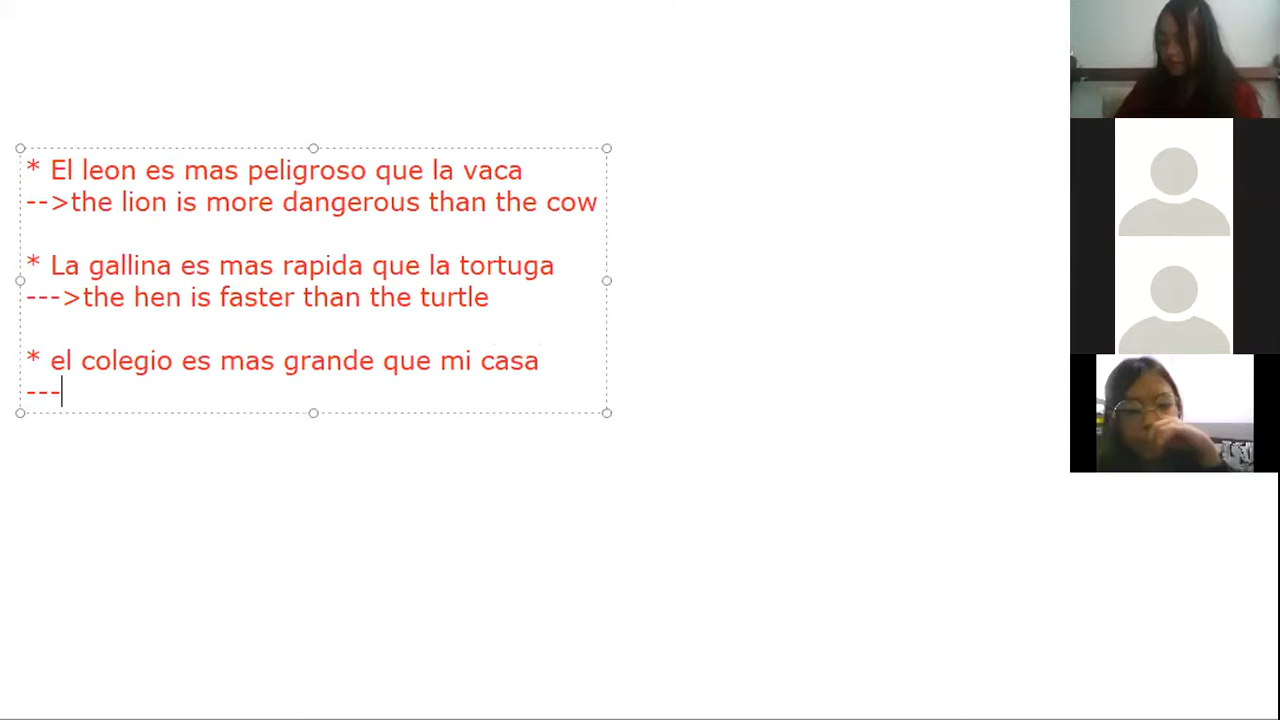 * El leon es mas peligroso que la vaca
-->the lion is more dangerous than the cow
* La gallina es mas rapida que la tortuga
--->the hen is faster than the turtle
* el colegio es mas grande que mi casa
---